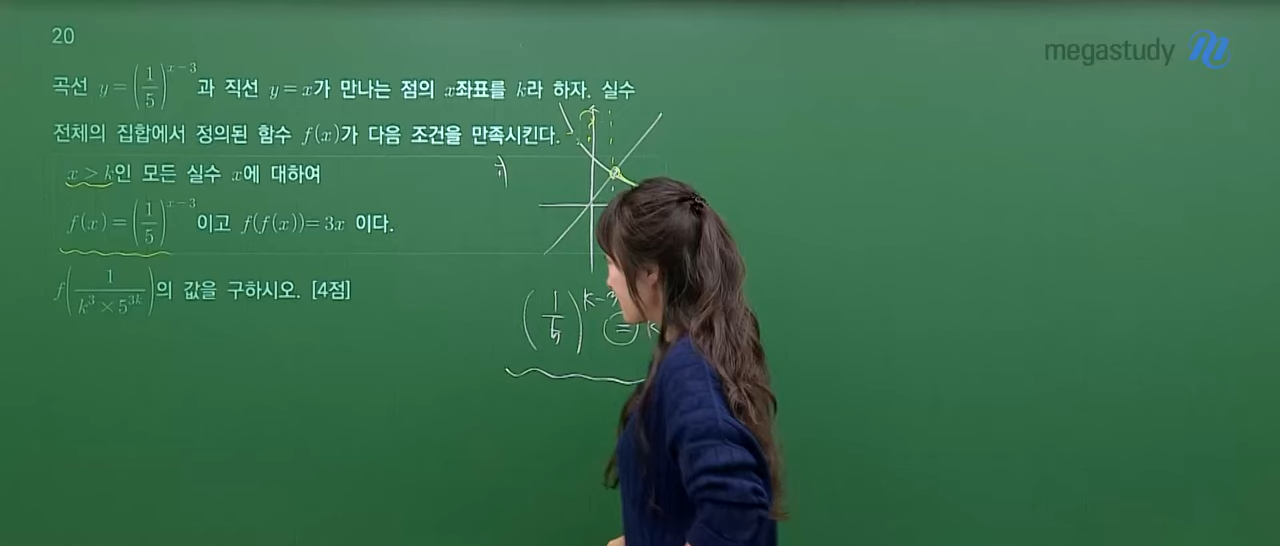 20
megastudy
곡선 y = (1/5)^(x-3) 과 직선 y = x가 만나는 점의 x좌표를 k라 하자. 실수
전체의 집합에서 정의된 함수 f(x)가 다음 조건을 만족시킨다.
x > k인 모든 실수 x에 대하여
f(x) = (1/5)^(x-3) 이고 f(f(x)) = 3x 이다.
f(1/(k^3 × 5^(3k)))의 값을 구하시오. [4점]
(1/5)^(k-3) = k